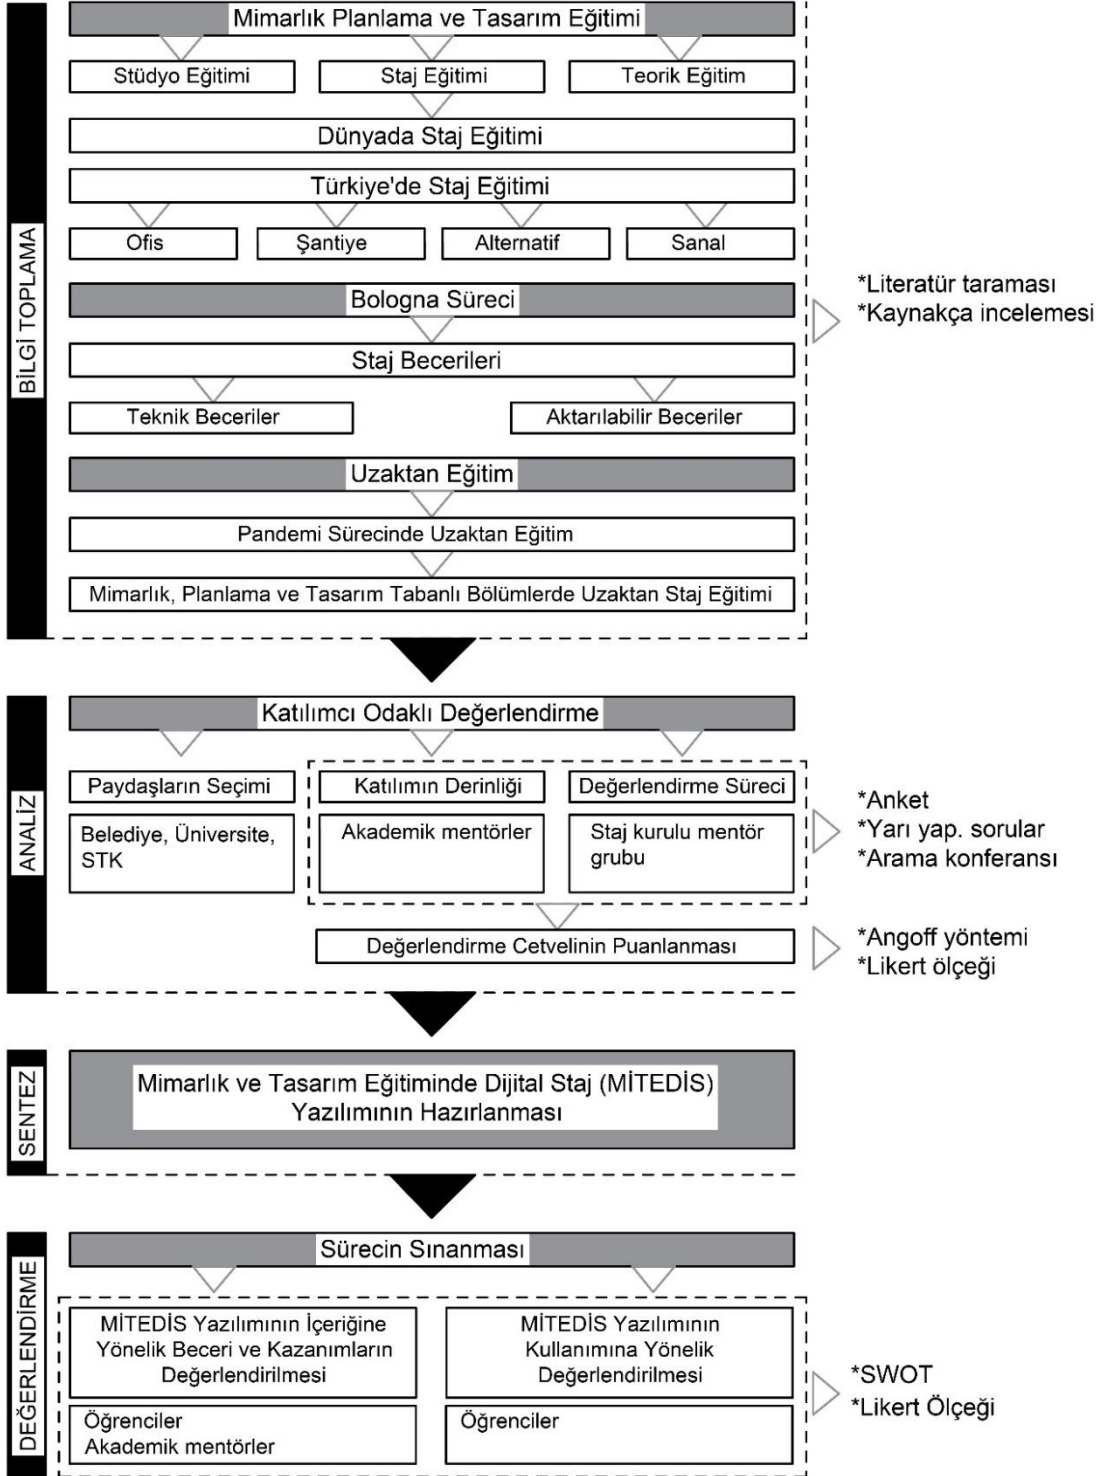 Mimarlık Planlama ve Tasarım Eğitimi
Stüdyo Eğitimi
Staj Eğitimi
Teorik Eğitim
Dünyada Staj Eğitimi
Türkiye'de Staj Eğitimi
Ofis
Şantiye
Alternatif
Sanal
BİLGİ TOPLAMA
Bologna Süreci
Staj Becerileri
Teknik Beceriler
Aktarılabilir Beceriler
Uzaktan Eğitim
Pandemi Sürecinde Uzaktan Eğitim
Mimarlık, Planlama ve Tasarım Tabanlı Bölümlerde Uzaktan Staj Eğitimi
*Literatür taraması
*Kaynakça incelemesi
ANALİZ
Katılımcı Odaklı Değerlendirme
Paydaşların Seçimi
Katılımın Derinliği
Değerlendirme Süreci
Belediye, Üniversite,
STK
Akademik mentörler
Staj kurulu mentör
grubu
*Anket
*Yarı yap. sorular
*Arama konferansı
Değerlendirme Cetvelinin Puanlanması
*Angoff yöntemi
*Likert ölçeği
SENTEZ
Mimarlık ve Tasarım Eğitiminde Dijital Staj (MİTEDİS)
Yazılımının Hazırlanması
DEĞERLENDİRME
Sürecin Sınanması
MİTEDİS Yazılımının İçeriğine
Yönelik Beceri ve Kazanımların
Değerlendirilmesi
MİTEDİS Yazılımının
Kullanımına Yönelik
Değerlendirilmesi
Öğrenciler
Akademik mentörler
Öğrenciler
*SWOT
*Likert Ölçeği